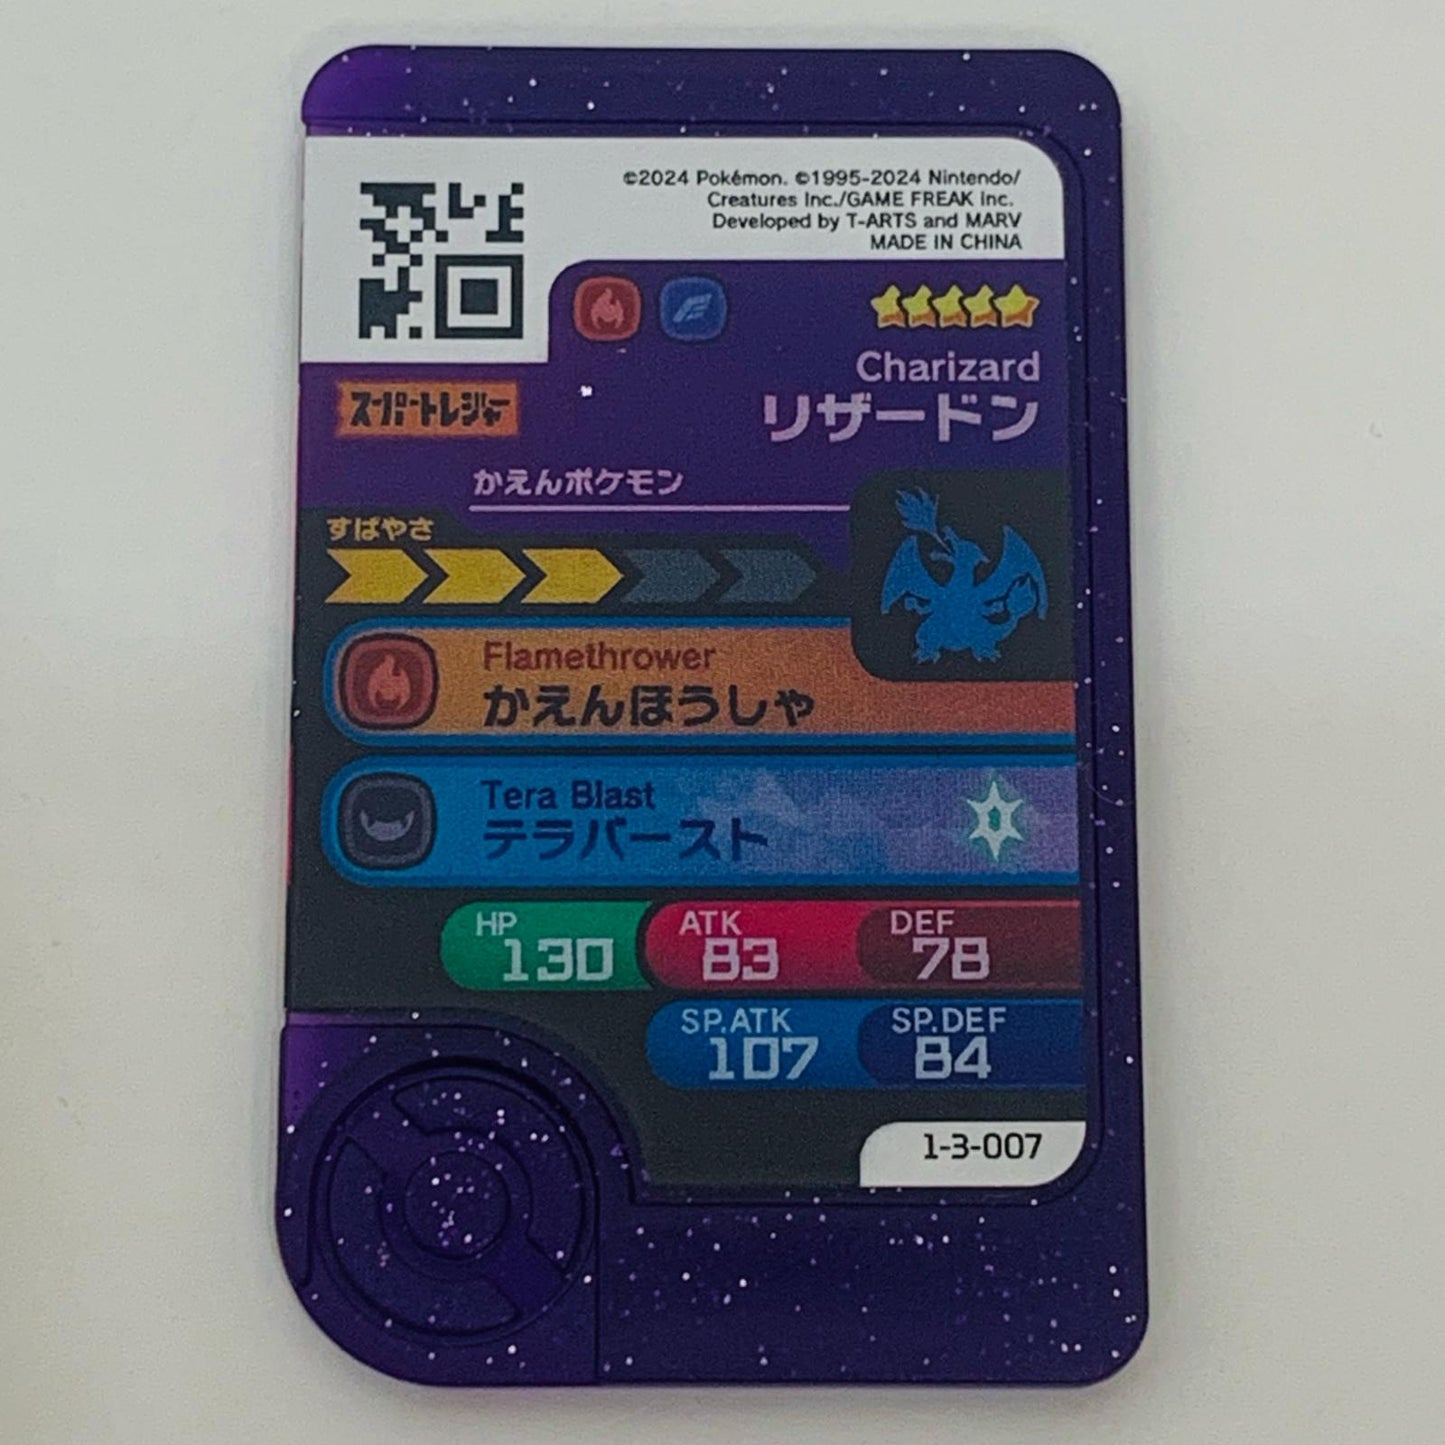 ©2024 Pokémon. ©1995-2024 Nintendo/
Creatures Inc./GAME FREAK inc.
Developed by T-ARTS and MARV
MADE IN CHINA
Charizard
リザードン
スーパートレジャー
かえんポケモン
すばやさ
Flamethrower
かえんほうしゃ
Tera Blast
テラバースト
HP
130
ATK
83
DEF
78
SP.ATK
107
SP.DEF
84
1-3-007